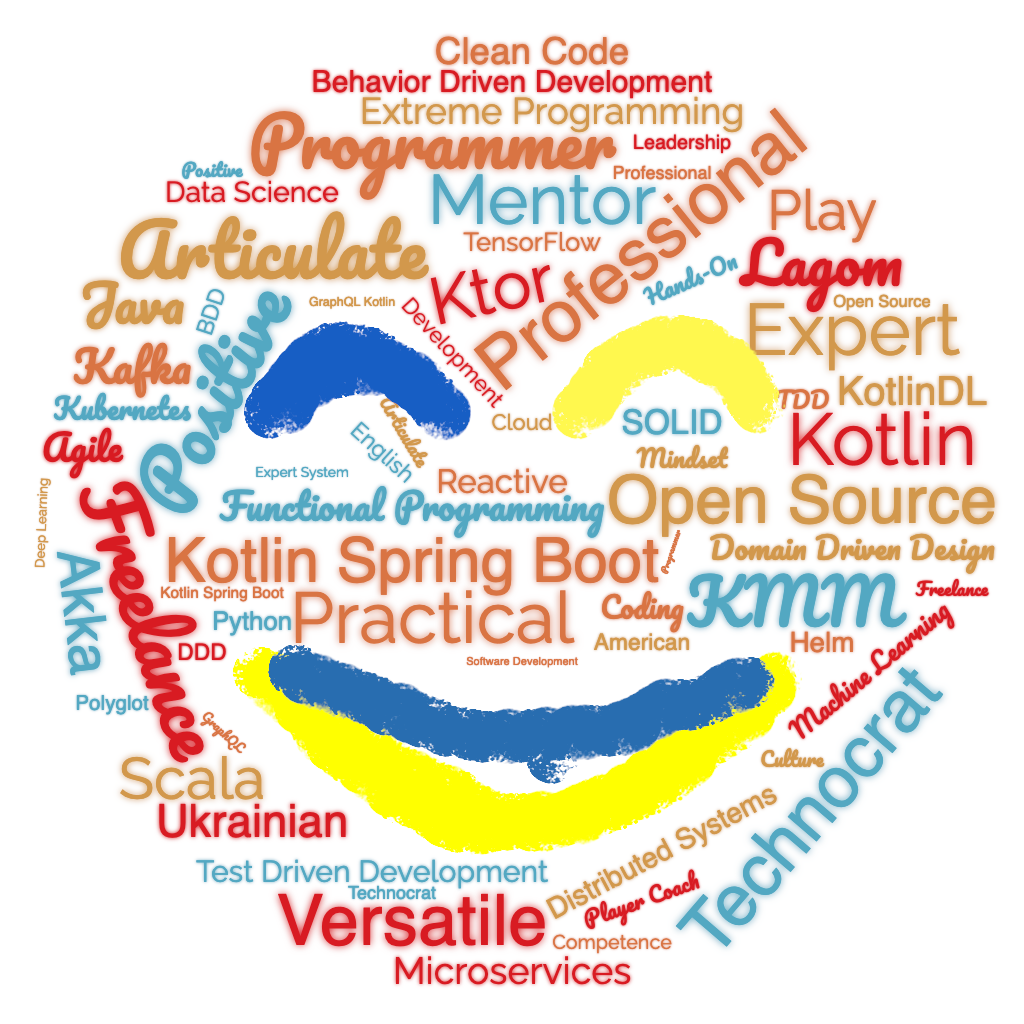 Clean Code
Behavior Driven Development
Extreme Programming
Programmer
Leadership
Professional
Positive
Data Science
Mentor
Professional
Play
Articulate
TensorFlow
Ktor
Hands-On
Lagom
Java
BDD
GraphQL Kotlin
Development
Open Source
Expert
Positive
Kafka
Kubernetes
Agile
TDD
KotlinDL
Articulate
English
Cloud
SOLID
Kotlin
Mindset
Expert System
Reactive
Deep Learning
Functional Programming
Open Source
Freelance
Kotlin Spring Boot
Domain Driven Design
Akka
Kotlin Spring Boot
Practical
Coding
KMM
Freelance
Python
DDD
American
Helm
Software Development
Machine Learning
Polyglot
GraphQL
Technocrat
Culture
Scala
Ukrainian
Distributed Systems
Test Driven Development
Technocrat
Player Coach
Versatile
Competence
Microservices